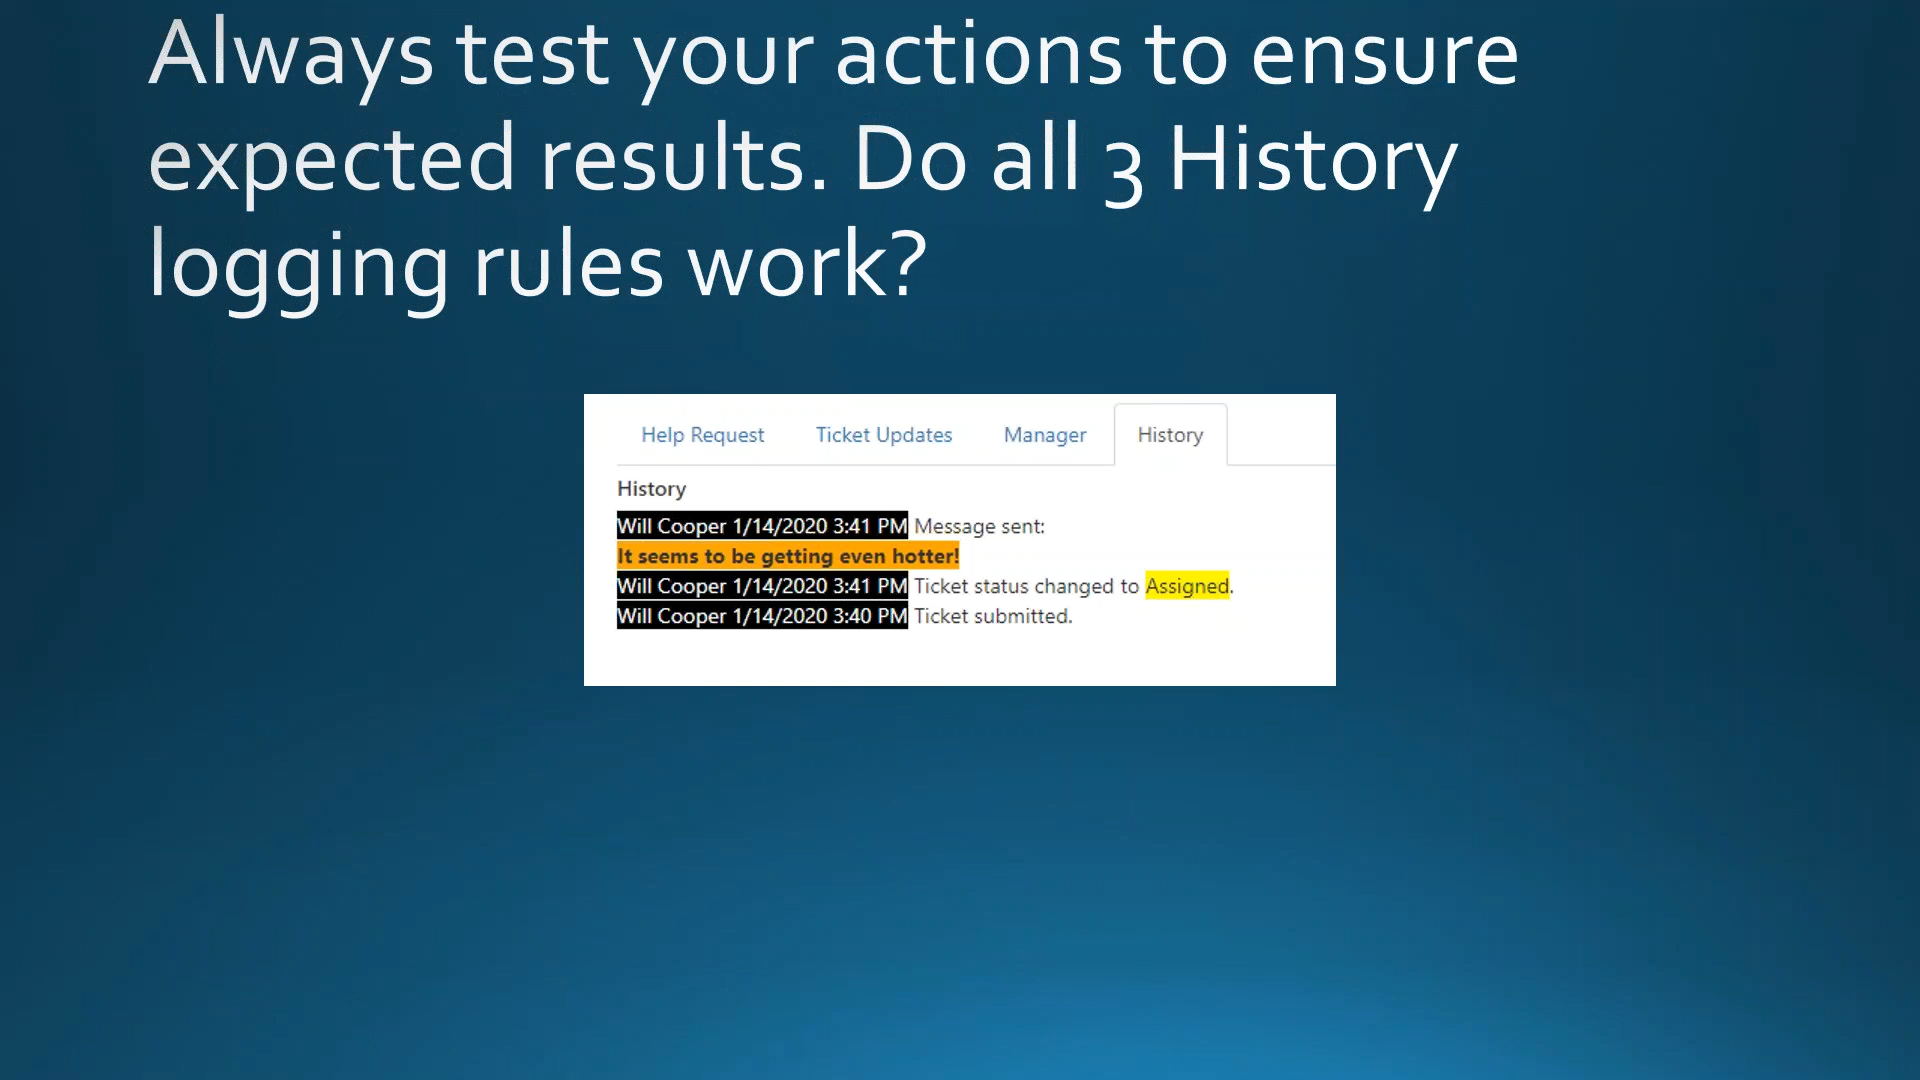 Always test your actions to ensure
expected results. Do all 3 History
logging rules work?
Help Request Ticket Updates Manager History
History
Will Cooper 1/14/2020 3:41 PM Message sent:
It seems to be getting even hotter!
Will Cooper 1/14/2020 3:41 PM Ticket status changed to Assigned.
Will Cooper 1/14/2020 3:40 PM Ticket submitted.